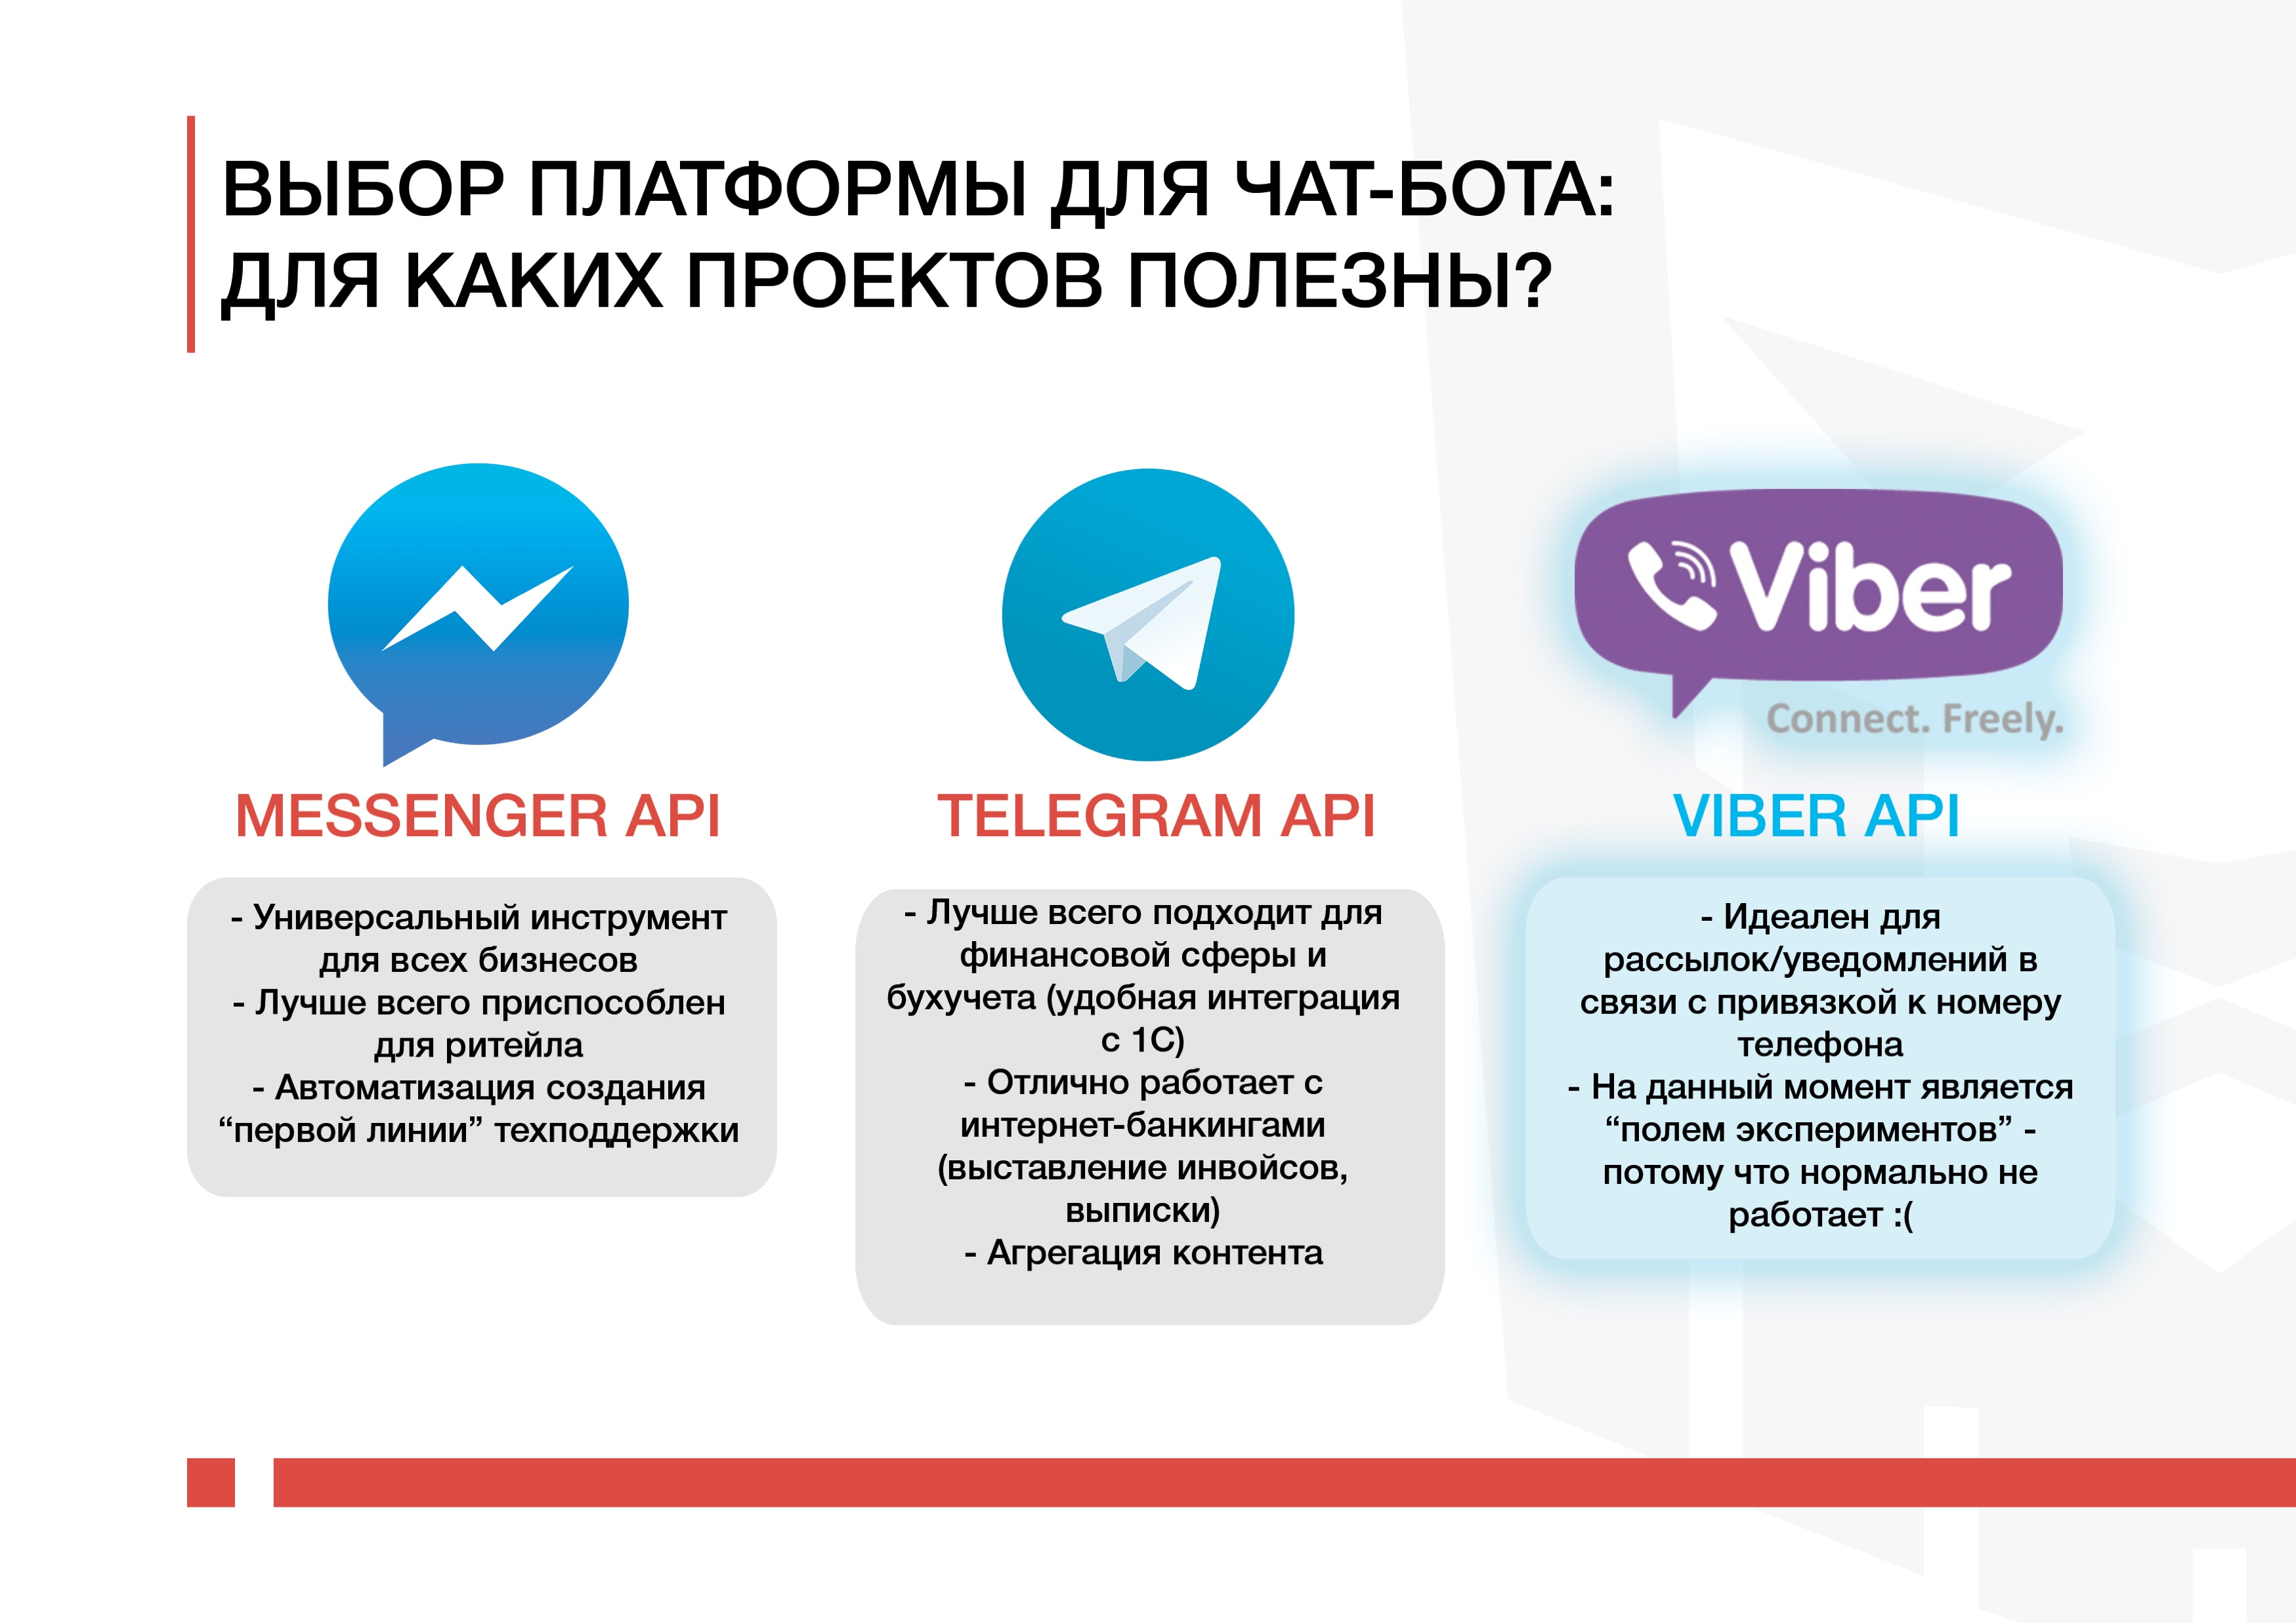 ВЫБОР ПЛАТФОРМЫ ДЛЯ ЧАТ-БОТА:
ДЛЯ КАКИХ ПРОЕКТОВ ПОЛЕЗНЫ?
MESSENGER API
- Универсальный инструмент
для всех бизнесов
- Лучше всего приспособлен
для ритейла
- Автоматизация создания
“первой линии” техподдержки
TELEGRAM API
- Лучше всего подходит для
финансовой сферы и
бухучета (удобная интеграция
с 1С)
- Отлично работает с
интернет-банкингами
(выставление инвойсов,
выписки)
- Агрегация контента
Viber
Connect. Freely.
VIBER API
- Идеален для
рассылок/уведомлений в
связи с привязкой к номеру
телефона
- На данный момент является
“полем экспериментов” -
потому что нормально не
работает :(